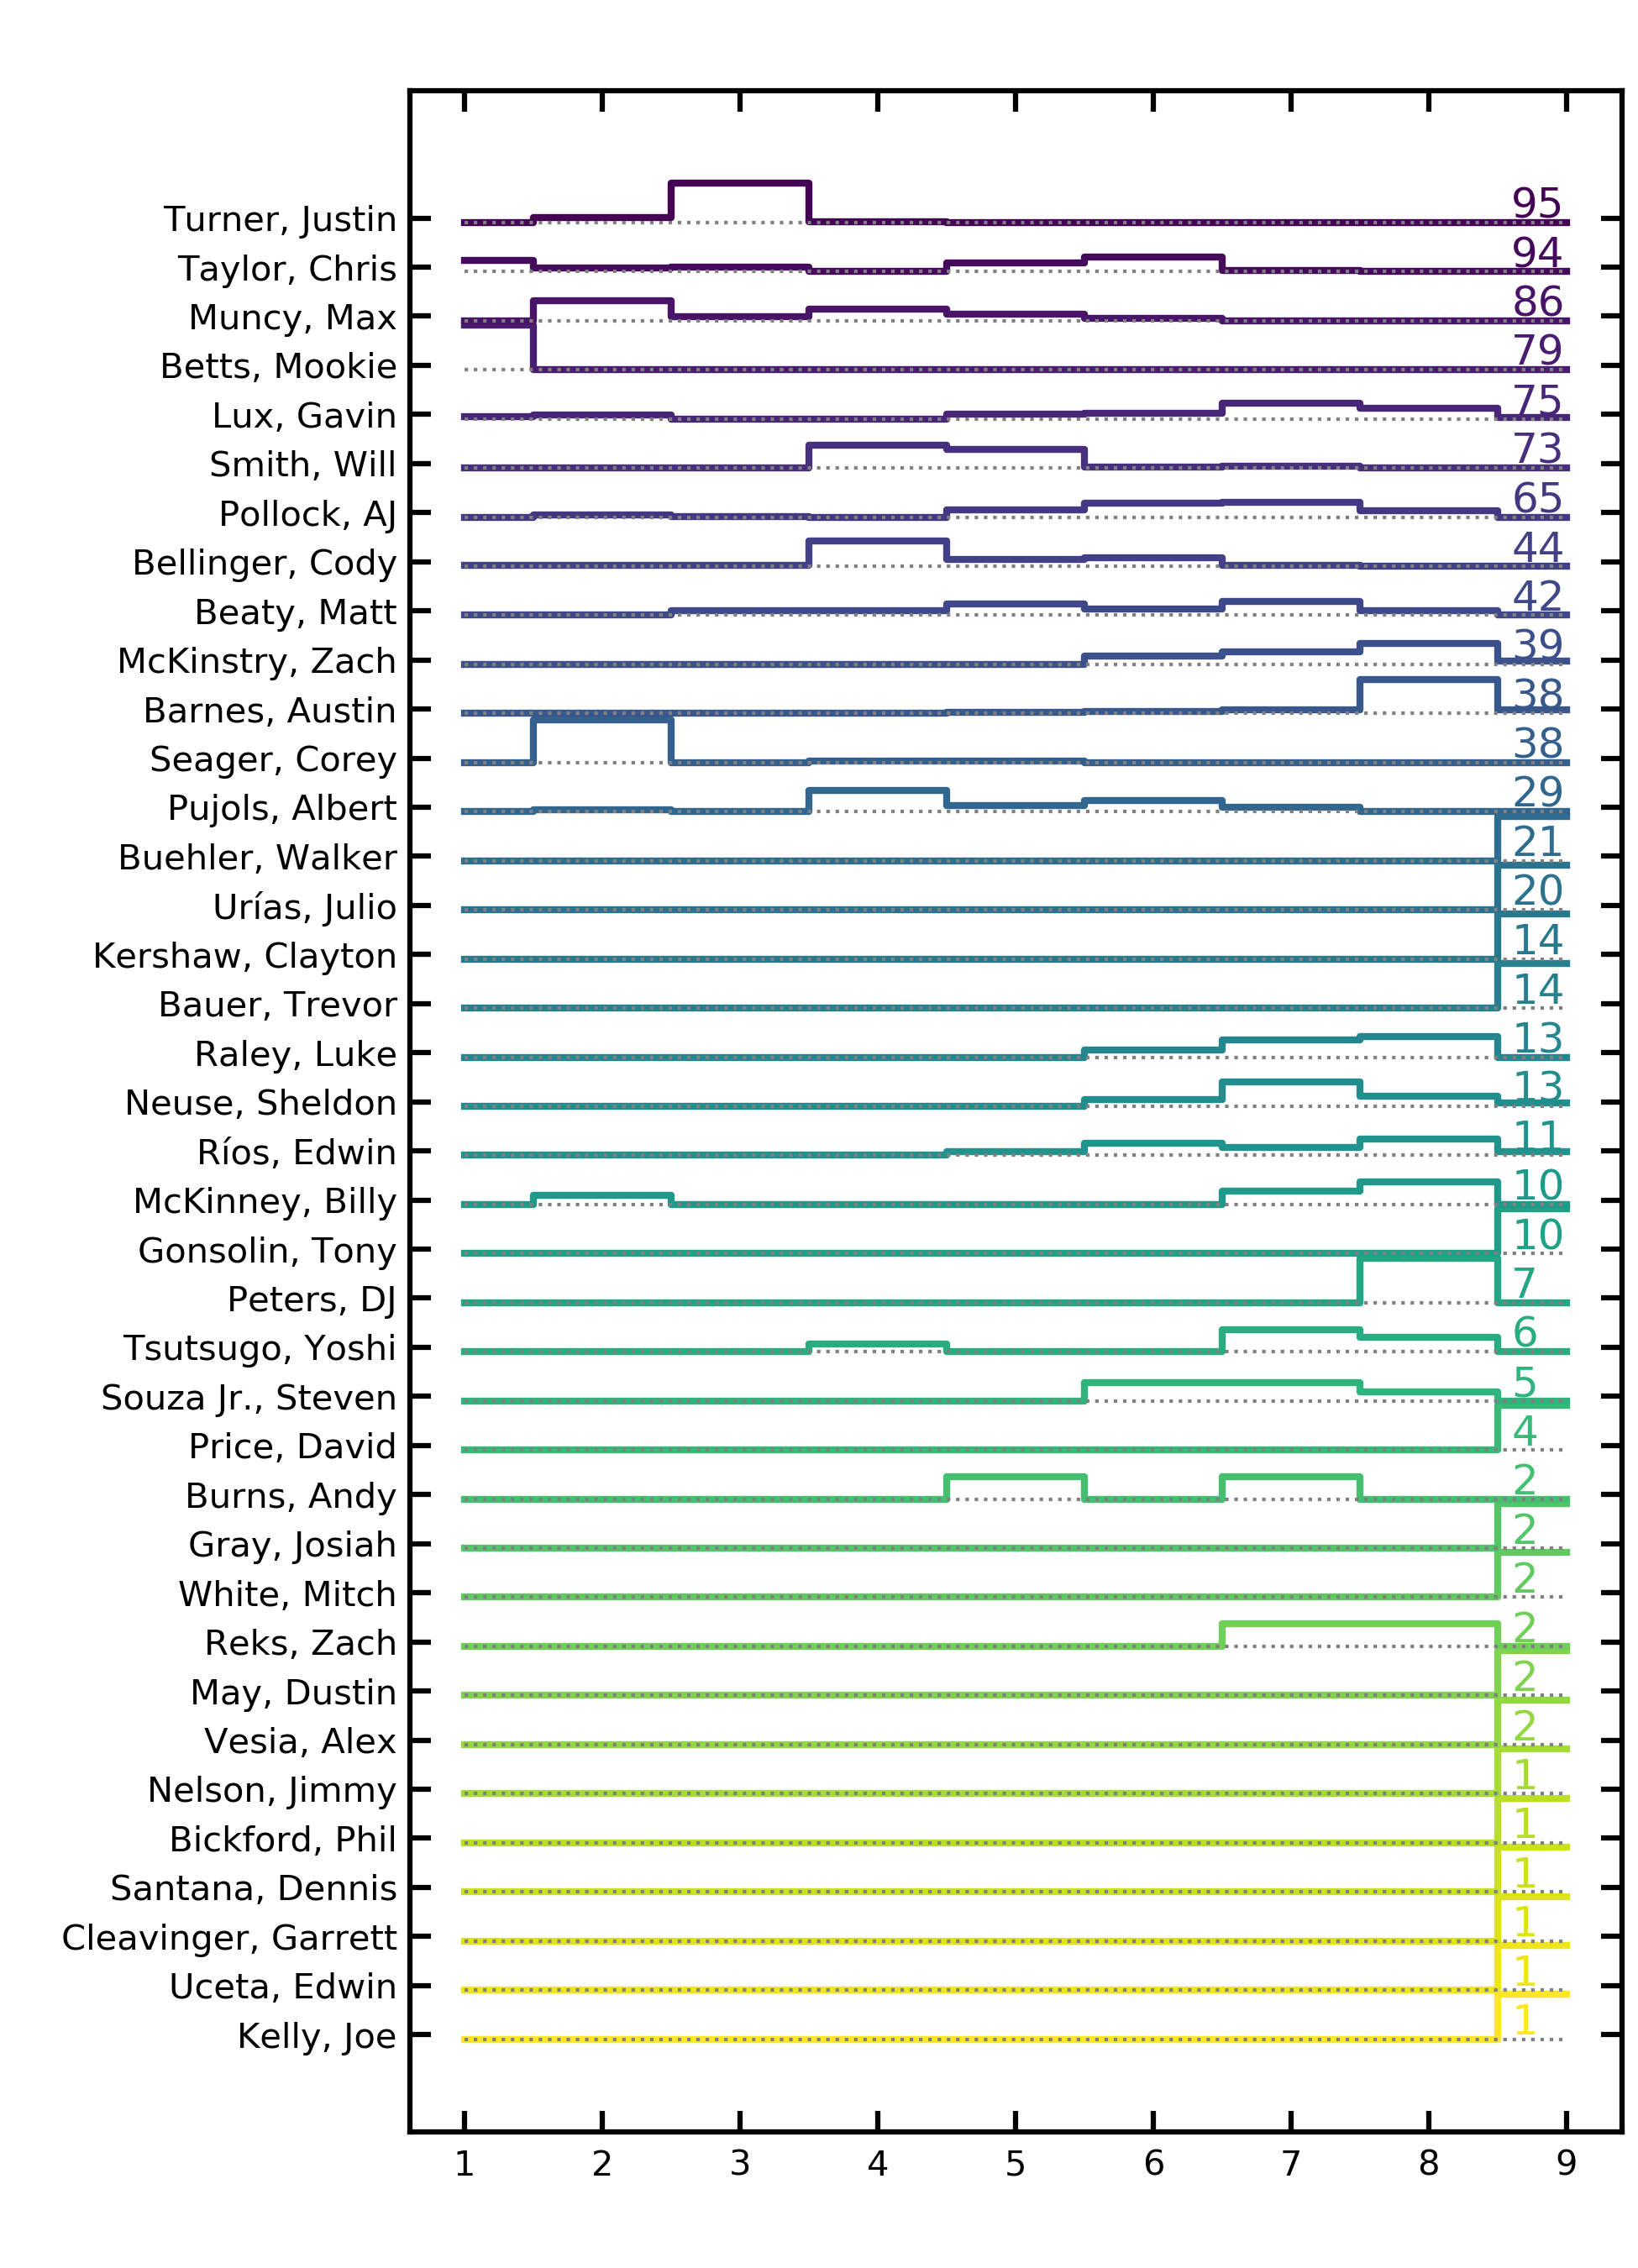 Turner, Justin 95
Taylor, Chris 94
Muncy, Max 86
Betts, Mookie 79
Lux, Gavin 75
Smith, Will 73
Pollock, AJ 65
Bellinger, Cody 44
Beaty, Matt 42
McKinstry, Zach 39
Barnes, Austin 38
Seager, Corey 38
Pujols, Albert 29
Buehler, Walker 21
Urías, Julio 20
Kershaw, Clayton 14
Bauer, Trevor 14
Raley, Luke 13
Neuse, Sheldon 13
Ríos, Edwin 11
McKinney, Billy 10
Gonsolin, Tony 10
Peters, DJ 7
Tsutsugo, Yoshi 6
Souza Jr., Steven 5
Price, David 4
Burns, Andy 2
Gray, Josiah 2
White, Mitch 2
Reks, Zach 2
May, Dustin 2
Vesia, Alex 2
Nelson, Jimmy 1
Bickford, Phil 1
Santana, Dennis 1
Cleavinger, Garrett 1
Uceta, Edwin 1
Kelly, Joe 1
1 2 3 4 5 6 7 8 9